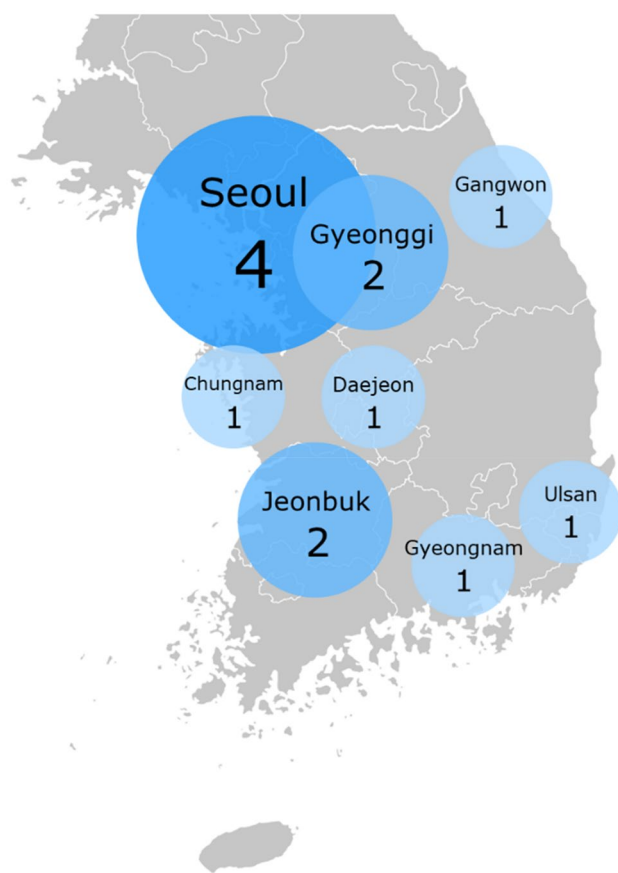 Seoul
4
Gyeonggi
2
Gangwon
1
Chungnam
1
Daejeon
1
Jeonbuk
2
Ulsan
1
Gyeongnam
1